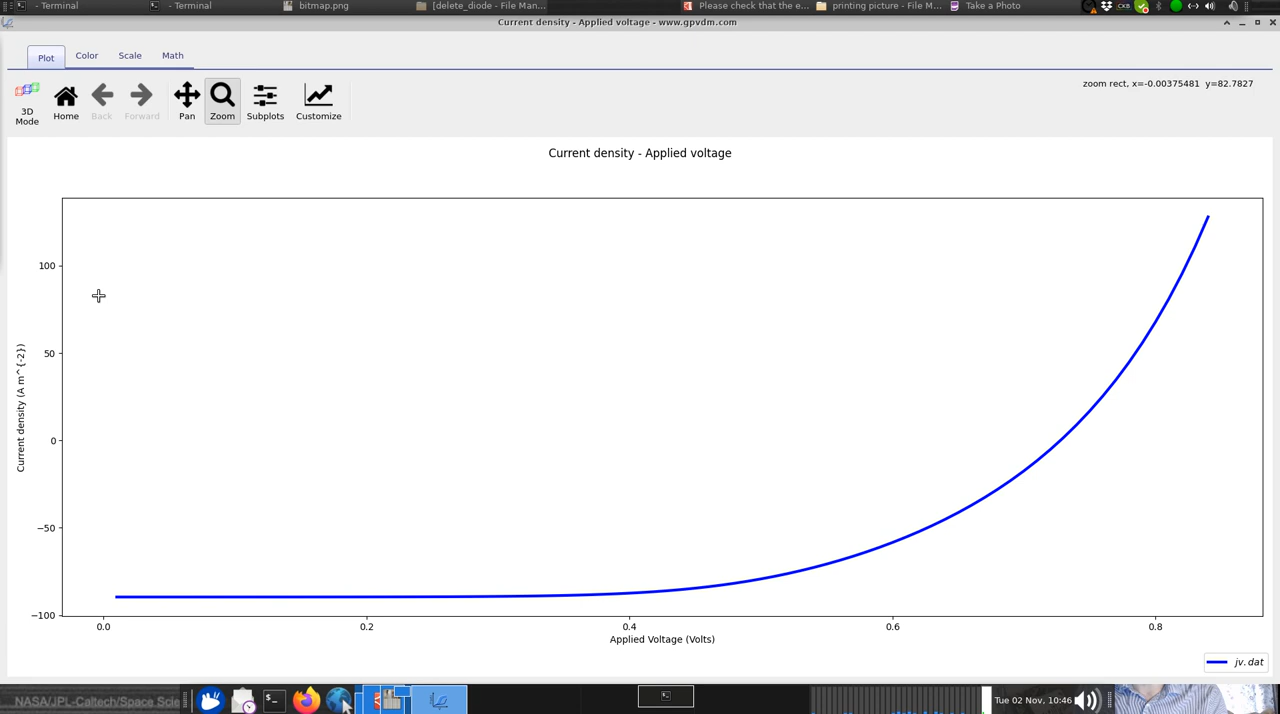 - Terminal
- Terminal
bitmap.png
[delete_diode - File Man...
Please check that the e...
printing picture - File M...
Take a Photo
Current density - Applied voltage - www.gpvdm.com
Plot
Color
Scale
Math
3D Mode
Home
Back
Forward
Pan
Zoom
Subplots
Customize
zoom rect, x=-0.00375481 y=82.7827
Current density - Applied voltage
Current density (A m^{-2})
100
50
0
−50
−100
0.0
0.2
0.4
0.6
0.8
Applied Voltage (Volts)
jv.dat
NASA/JPL-Caltech/Space Scie
Tue 02 Nov, 10:46